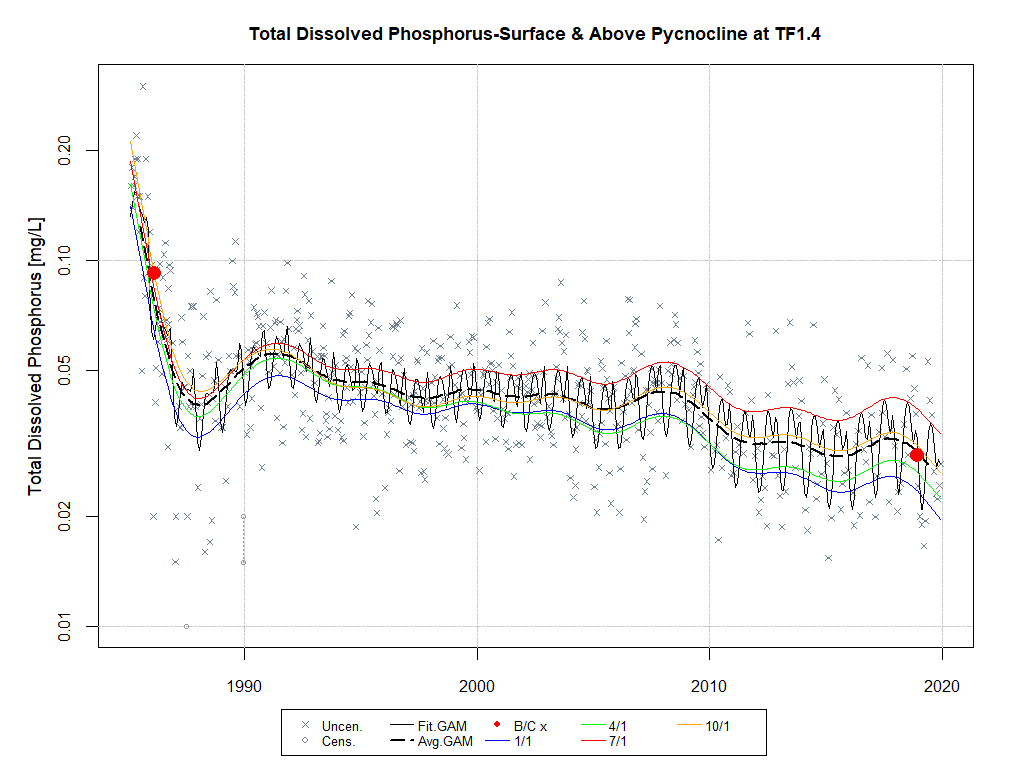 Total Dissolved Phosphorus-Surface & Above Pycnocline at TF1.4
Total Dissolved Phosphorus [mg/L]
0.20
0.10
0.05
0.02
0.01
1990 2000 2010 2020
Uncen. Fit.GAM B/C x 4/1 10/1
Cens. Avg.GAM 1/1 7/1